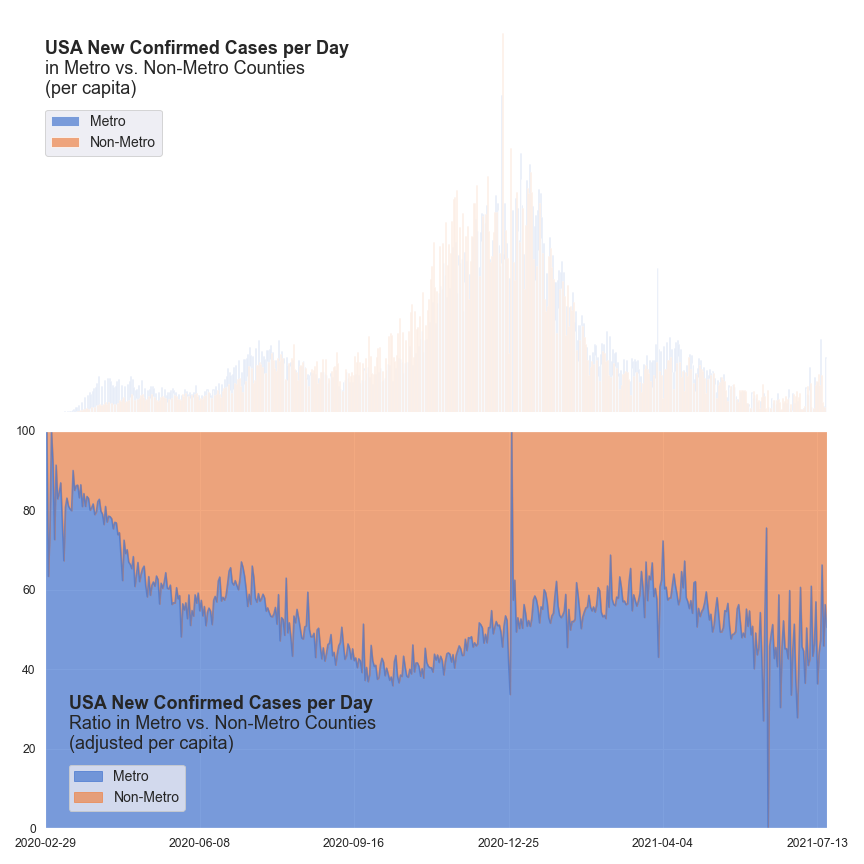 USA New Confirmed Cases per Day
in Metro vs. Non-Metro Counties
(per capita)
Metro
Non-Metro
100
80
60
40
20
0
USA New Confirmed Cases per Day
Ratio in Metro vs. Non-Metro Counties
(adjusted per capita)
Metro
Non-Metro
2020-02-29
2020-06-08
2020-09-16
2020-12-25
2021-04-04
2021-07-13